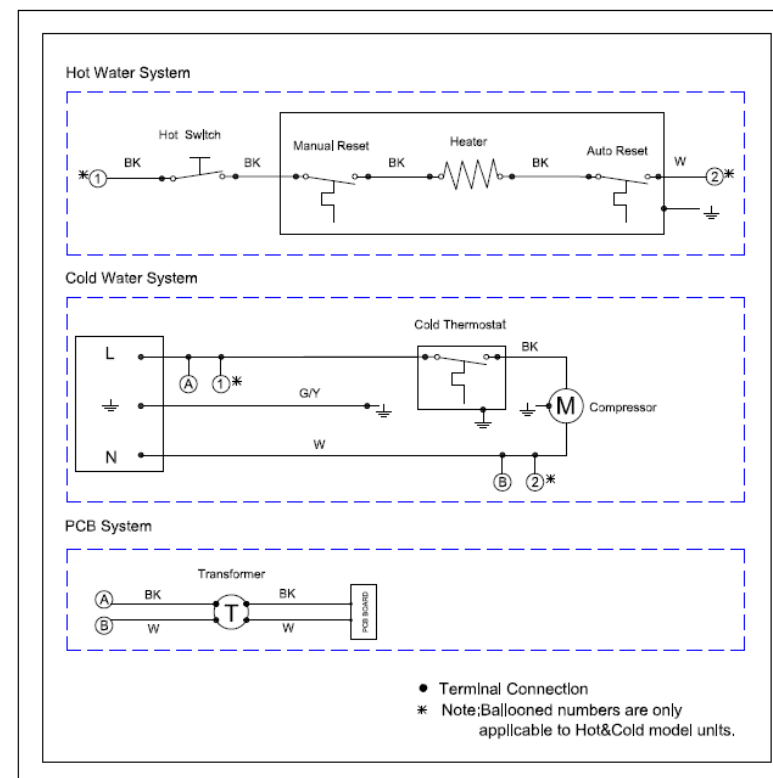 Hot Water System
Hot Switch
Manual Reset
Heater
Auto Reset
BK
BK
BK
BK
W
*1
2*
Cold Water System
Cold Thermostat
L
BK
A
1*
G/Y
M
Compressor
N
W
B
2*
PCB System
Transformer
A
BK
T
BK
PCB BOARD
B
W
W
● Terminal Connection
* Note;Ballooned numbers are only
applicable to Hot&Cold model units.